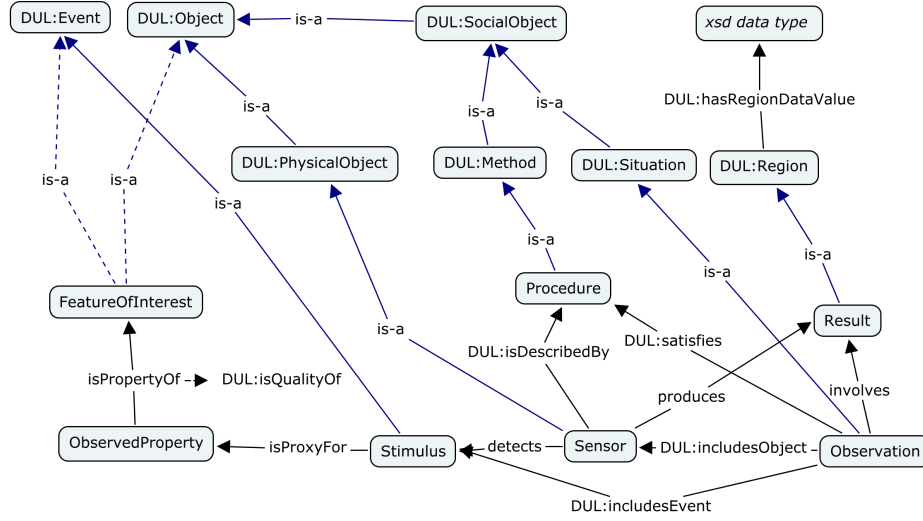 DUL:Event
DUL:Object
is-a
DUL:SocialObject
xsd data type
is-a
is-a
is-a
DUL:hasRegionDataValue
DUL:PhysicalObject
DUL:Method
DUL:Situation
DUL:Region
is-a
is-a
is-a
is-a
is-a
is-a
FeatureOfInterest
Procedure
Result
is-a
DUL:isDescribedBy
DUL:satisfies
isPropertyOf
DUL:isQualityOf
produces
involves
ObservedProperty
isProxyFor
Stimulus
detects
Sensor
DUL:includesObject
Observation
DUL:includesEvent